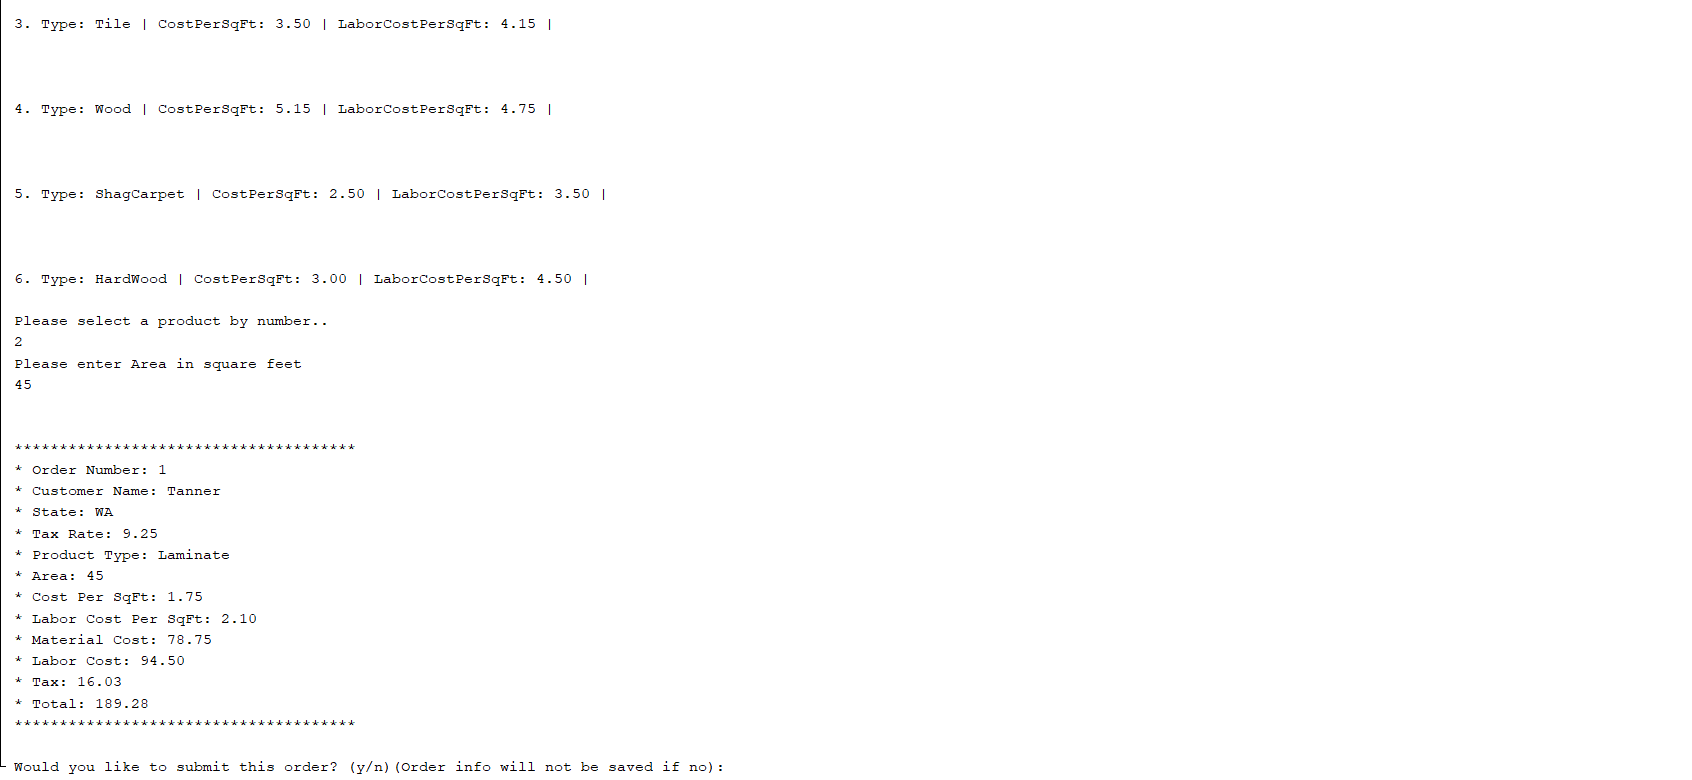 3. Type: Tile | CostPerSqFt: 3.50 | LaborCostPerSqFt: 4.15 |
4. Type: Wood | CostPerSqFt: 5.15 | LaborCostPerSqFt: 4.75 |
5. Type: ShagCarpet | CostPerSqFt: 2.50 | LaborCostPerSqFt: 3.50 |
6. Type: HardWood | CostPerSqFt: 3.00 | LaborCostPerSqFt: 4.50 |
Please select a product by number..
2
Please enter Area in square feet
45
**************************************
* Order Number: 1
* Customer Name: Tanner
* State: WA
* Tax Rate: 9.25
* Product Type: Laminate
* Area: 45
* Cost Per SqFt: 1.75
* Labor Cost Per SqFt: 2.10
* Material Cost: 78.75
* Labor Cost: 94.50
* Tax: 16.03
* Total: 189.28
**************************************
Would you like to submit this order? (y/n)(Order info will not be saved if no):